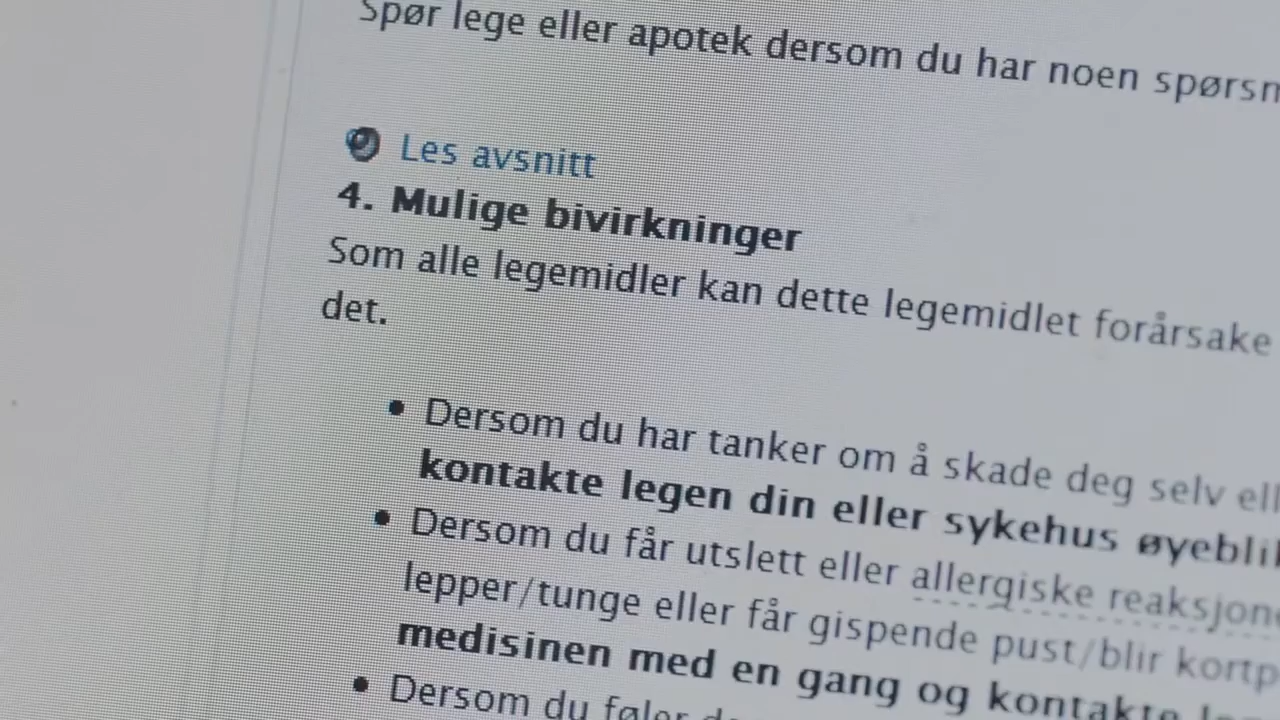 Spør lege eller apotek dersom du har noen
Les avsnitt
4. Mulige bivirkninger
Som alle legemidler kan dette legemidlet forårsake
det.
• Dersom du har tanker om å skade deg selv
kontakte legen din eller sykehus
• Dersom du får utslett eller allergiske
lepper/tunge eller får gispende pust/blir
medisinen med en gang og kontakte
• Dersom du føler